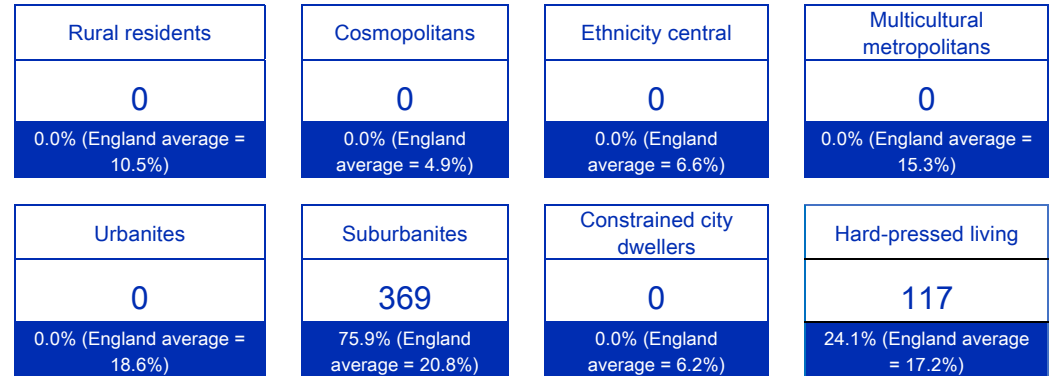 Rural residents
0
0.0% (England average =
10.5%)
Cosmopolitans
0
0.0% (England
average = 4.9%)
Ethnicity central
0
0.0% (England
average = 6.6%)
Multicultural
metropolitans
0
0.0% (England average =
15.3%)
Urbanites
0
0.0% (England average =
18.6%)
Suburbanites
369
75.9% (England
average = 20.8%)
Constrained city
dwellers
0
0.0% (England
average = 6.2%)
Hard-pressed living
117
24.1% (England average
= 17.2%)